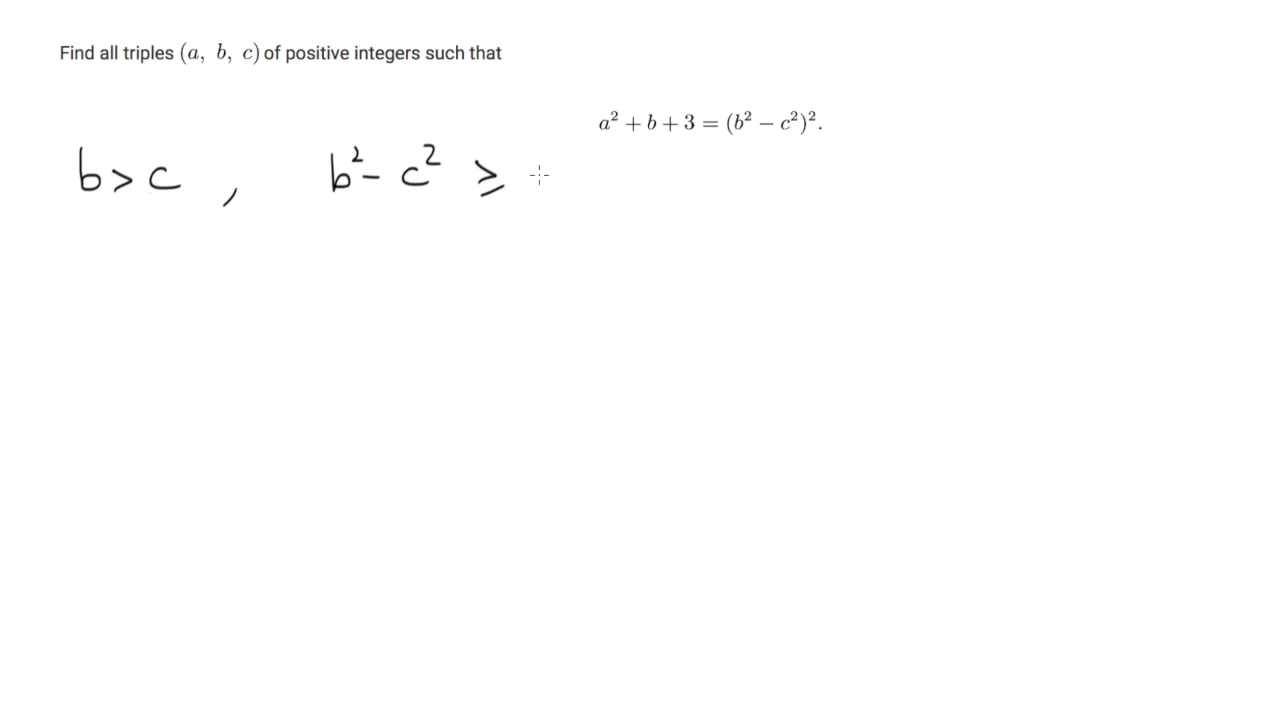 Find all triples (a, b, c) of positive integers such that
a² + b + 3 = (b² − c²)².
b > c , b² − c² ≥